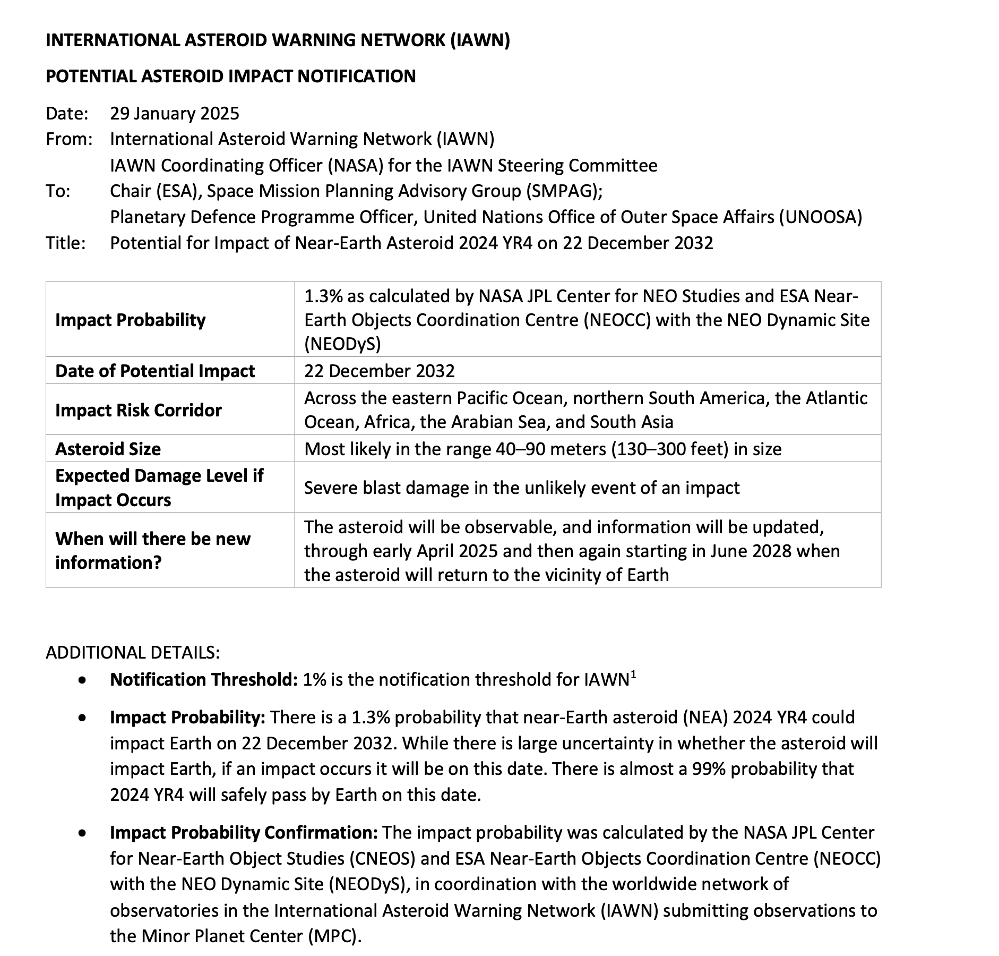 INTERNATIONAL ASTEROID WARNING NETWORK (IAWN)
POTENTIAL ASTEROID IMPACT NOTIFICATION
Date: 29 January 2025
From: International Asteroid Warning Network (IAWN)
IAWN Coordinating Officer (NASA) for the IAWN Steering Committee
To: Chair (ESA), Space Mission Planning Advisory Group (SMPAG);
Planetary Defence Programme Officer, United Nations Office of Outer Space Affairs (UNOOSA)
Title: Potential for Impact of Near-Earth Asteroid 2024 YR4 on 22 December 2032
Impact Probability
1.3% as calculated by NASA JPL Center for NEO Studies and ESA Near-
Earth Objects Coordination Centre (NEOCC) with the NEO Dynamic Site
(NEODyS)
Date of Potential Impact
22 December 2032
Impact Risk Corridor
Across the eastern Pacific Ocean, northern South America, the Atlantic
Ocean, Africa, the Arabian Sea, and South Asia
Asteroid Size
Most likely in the range 40–90 meters (130–300 feet) in size
Expected Damage Level if
Impact Occurs
Severe blast damage in the unlikely event of an impact
When will there be new
information?
The asteroid will be observable, and information will be updated,
through early April 2025 and then again starting in June 2028 when
the asteroid will return to the vicinity of Earth
ADDITIONAL DETAILS:
• Notification Threshold: 1% is the notification threshold for IAWN¹
• Impact Probability: There is a 1.3% probability that near-Earth asteroid (NEA) 2024 YR4 could
impact Earth on 22 December 2032. While there is large uncertainty in whether the asteroid will
impact Earth, if an impact occurs it will be on this date. There is almost a 99% probability that
2024 YR4 will safely pass by Earth on this date.
• Impact Probability Confirmation: The impact probability was calculated by the NASA JPL Center
for Near-Earth Object Studies (CNEOS) and ESA Near-Earth Objects Coordination Centre (NEOCC)
with the NEO Dynamic Site (NEODyS), in coordination with the worldwide network of
observatories in the International Asteroid Warning Network (IAWN) submitting observations to
the Minor Planet Center (MPC).